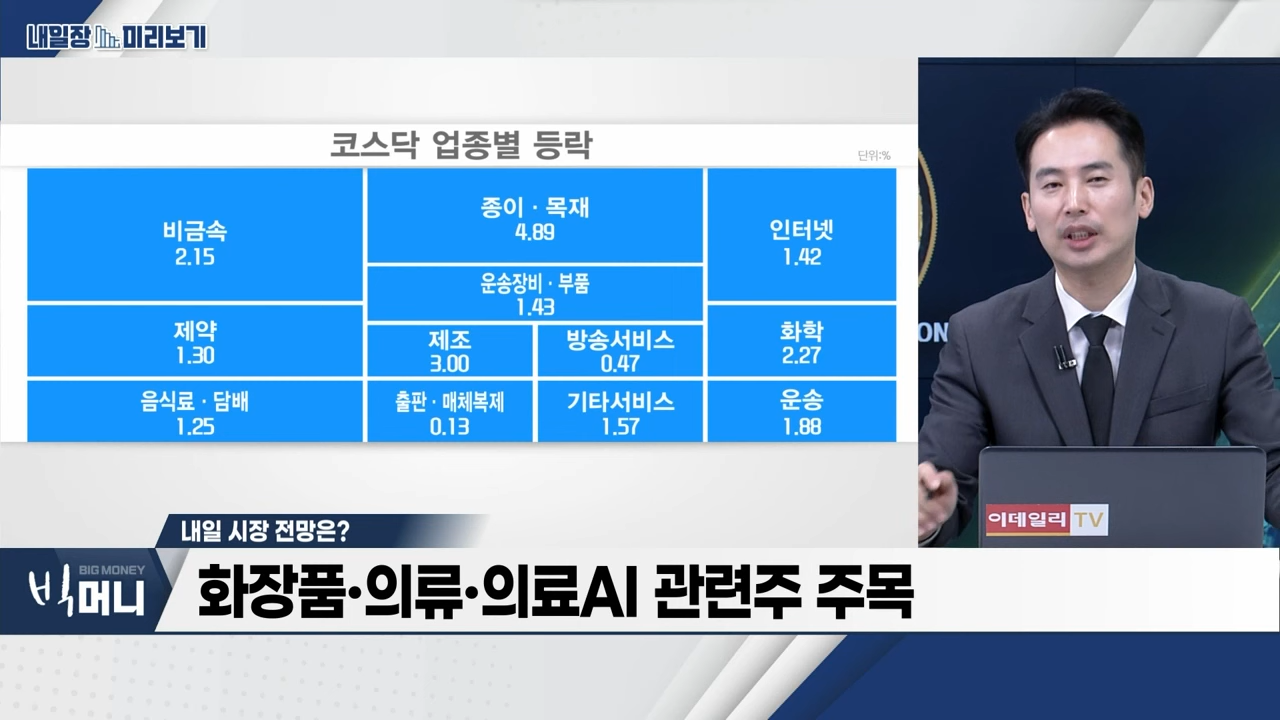 내일장 미리보기
코스닥 업종별 등락
단위:%
비금속
2.15
종이·목재
4.89
인터넷
1.42
운송장비·부품
1.43
제약
1.30
제조
3.00
방송서비스
0.47
화학
2.27
음식료·담배
1.25
출판·매체복제
0.13
기타서비스
1.57
운송
1.88
ON
이데일리 TV
내일 시장 전망은?
BIG MONEY
빅머니
화장품·의류·의료AI 관련주 주목